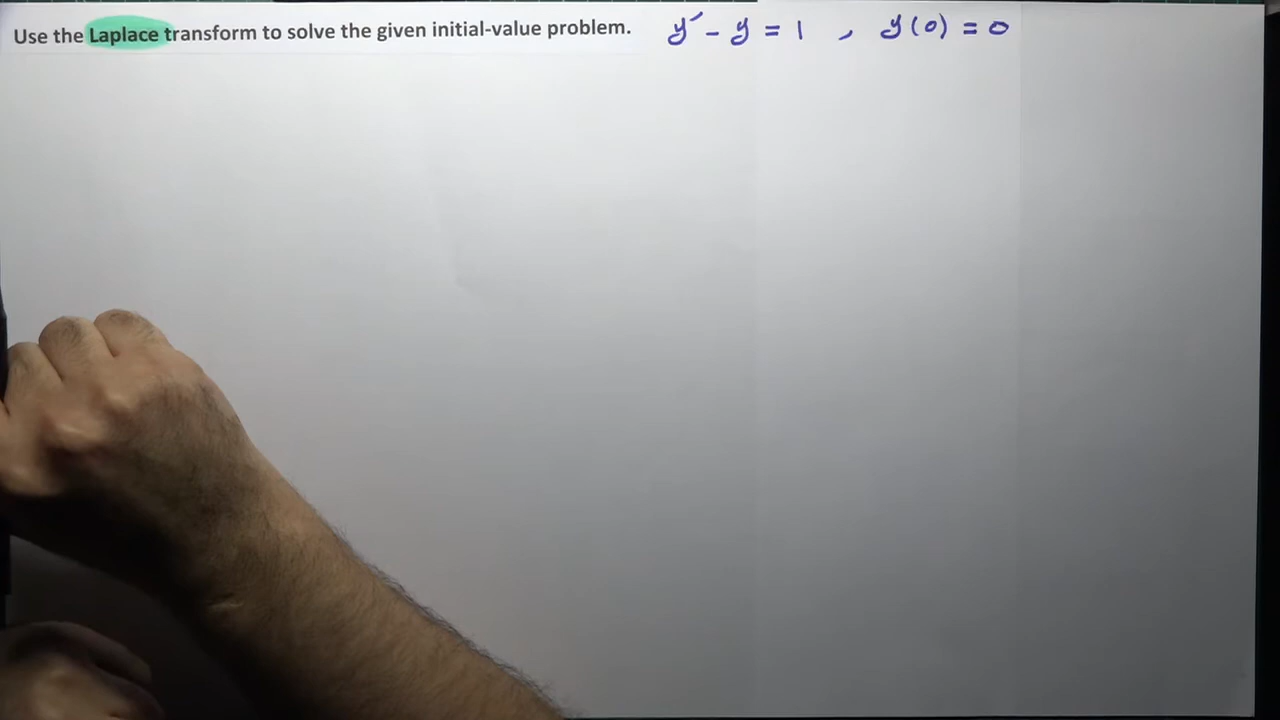 Use the Laplace transform to solve the given initial-value problem. y′ - y = 1 , y(0) = 0